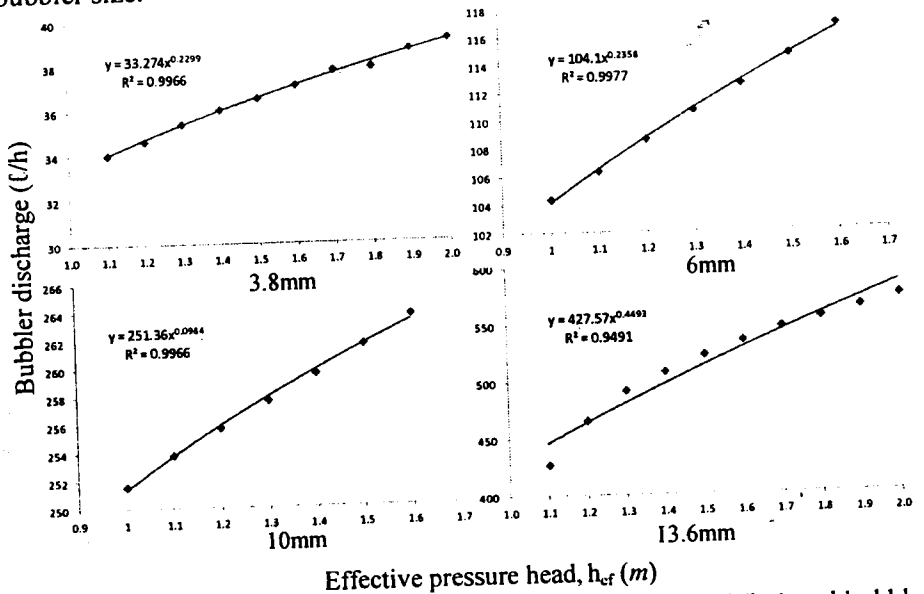 bubbler size.
y = 33.274x^0.2299
R² = 0.9966
40
38
36
34
32
30
1.0 1.1 1.2 1.3 1.4 1.5 1.6 1.7 1.8 1.9 2.0
3.8mm
y = 104.1x^0.2358
R² = 0.9977
118
116
114
112
110
108
106
104
102
0.9 1 1.1 1.2 1.3 1.4 1.5 1.6 1.7
6mm
Bubbler discharge (ℓ/h)
y = 251.36x^0.0944
R² = 0.9966
266
264
262
260
258
256
254
252
250
0.9 1 1.1 1.2 1.3 1.4 1.5 1.6 1.7
10mm
y = 427.57x^0.4493
R² = 0.9491
600
550
500
450
400
1.0 1.1 1.2 1.3 1.4 1.5 1.6 1.7 1.8 1.9 2.0
13.6mm
Effective pressure head, h_ef (m)